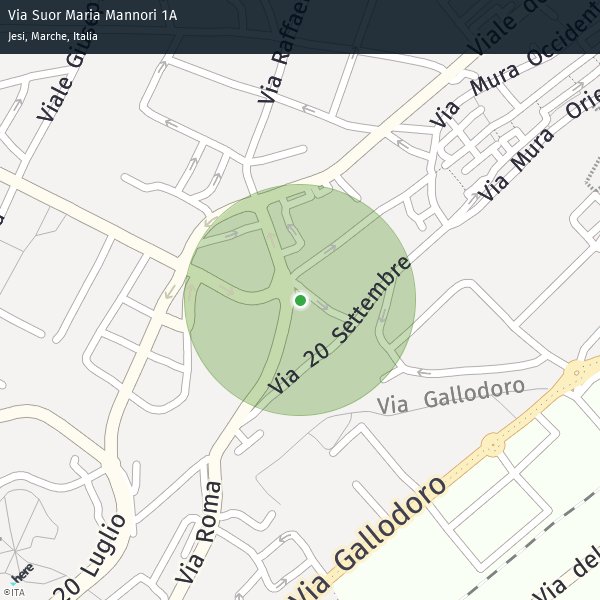 Via Suor Maria Mannori 1A
Jesi, Marche, Italia
Via Raffael
Viale de
Viale Giuse
Via Mura Occident
Via Mura Orie
Via 20 Settembre
Via Gallodoro
Via Gallodoro
Via Roma
20 Luglio
Via del
here
©ITA